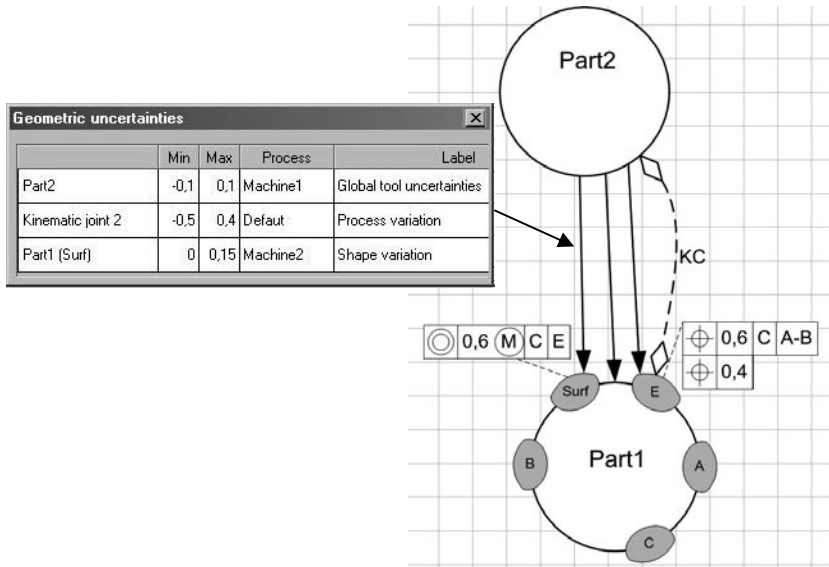 Part2
Geometric uncertainties
Min Max Process Label
Part2 -0,1 0,1 Machine1 Global tool uncertainties
Kinematic joint 2 -0,5 0,4 Defaut Process variation
Part1 (Surf) 0 0,15 Machine2 Shape variation
KC
0,6 M C E
0,6 C A-B
0,4
Surf
E
B
Part1
A
C